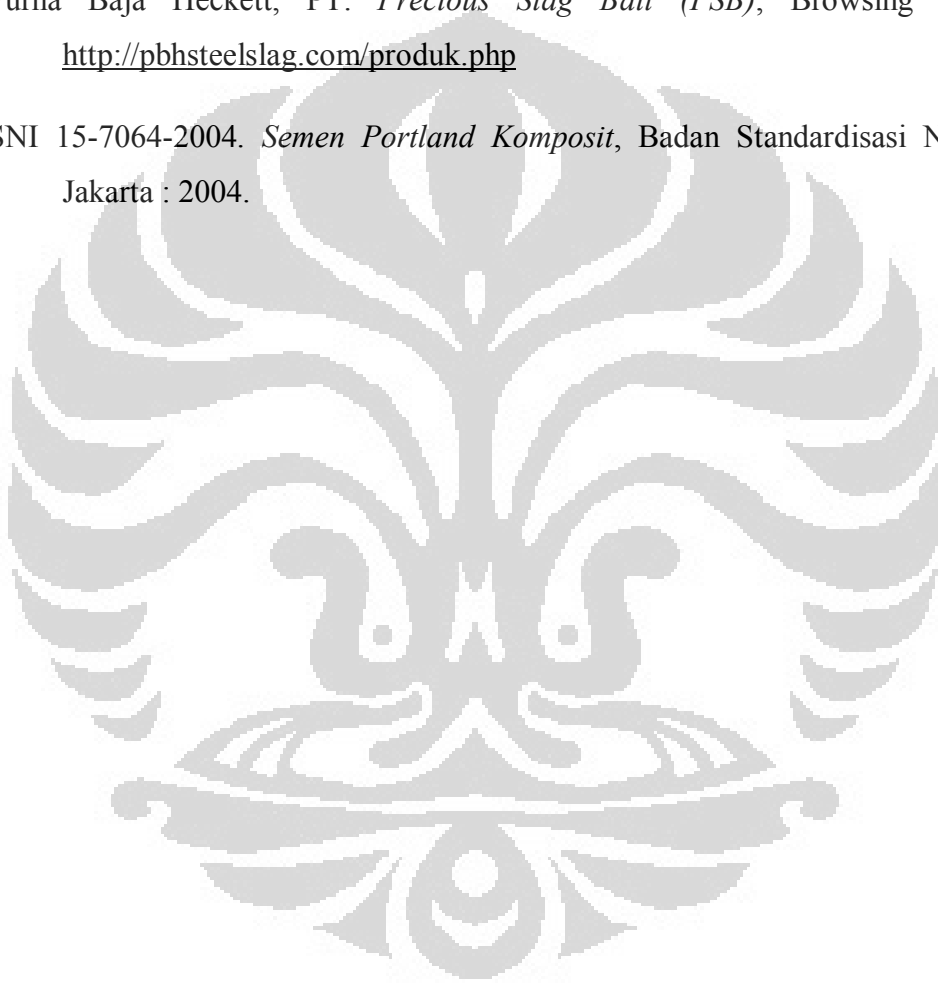 urna Baja Heckett, PT. Precious Slag Ball (PSB), Browsing
http://pbhsteelslag.com/produk.php
SNI 15-7064-2004. Semen Portland Komposit, Badan Standardisasi N
Jakarta : 2004.